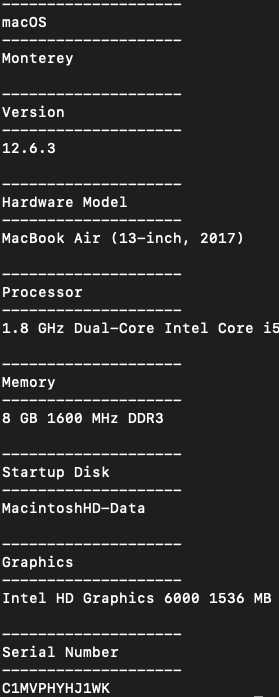 --------------------
macOS
--------------------
Monterey
--------------------
Version
--------------------
12.6.3
--------------------
Hardware Model
--------------------
MacBook Air (13-inch, 2017)
--------------------
Processor
--------------------
1.8 GHz Dual-Core Intel Core i5
--------------------
Memory
--------------------
8 GB 1600 MHz DDR3
--------------------
Startup Disk
--------------------
MacintoshHD-Data
--------------------
Graphics
--------------------
Intel HD Graphics 6000 1536 MB
--------------------
Serial Number
--------------------
C1MVPHYHJ1WK